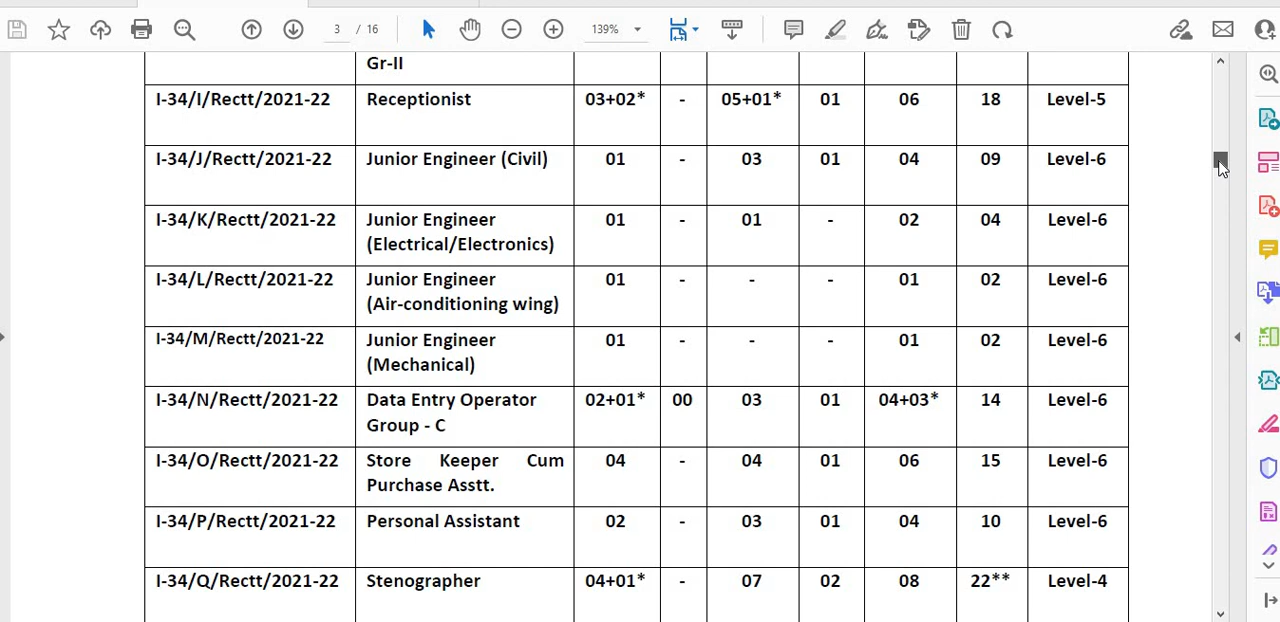 3 / 16 139%
Gr-II
I-34/I/Rectt/2021-22 Receptionist 03+02* - 05+01* 01 06 18 Level-5
I-34/J/Rectt/2021-22 Junior Engineer (Civil) 01 - 03 01 04 09 Level-6
I-34/K/Rectt/2021-22 Junior Engineer 01 - 01 - 02 04 Level-6
(Electrical/Electronics)
I-34/L/Rectt/2021-22 Junior Engineer 01 - - - 01 02 Level-6
(Air-conditioning wing)
I-34/M/Rectt/2021-22 Junior Engineer 01 - - - 01 02 Level-6
(Mechanical)
I-34/N/Rectt/2021-22 Data Entry Operator 02+01* 00 03 01 04+03* 14 Level-6
Group - C
I-34/O/Rectt/2021-22 Store Keeper Cum 04 - 04 01 06 15 Level-6
Purchase Asstt.
I-34/P/Rectt/2021-22 Personal Assistant 02 - 03 01 04 10 Level-6
I-34/Q/Rectt/2021-22 Stenographer 04+01* - 07 02 08 22** Level-4